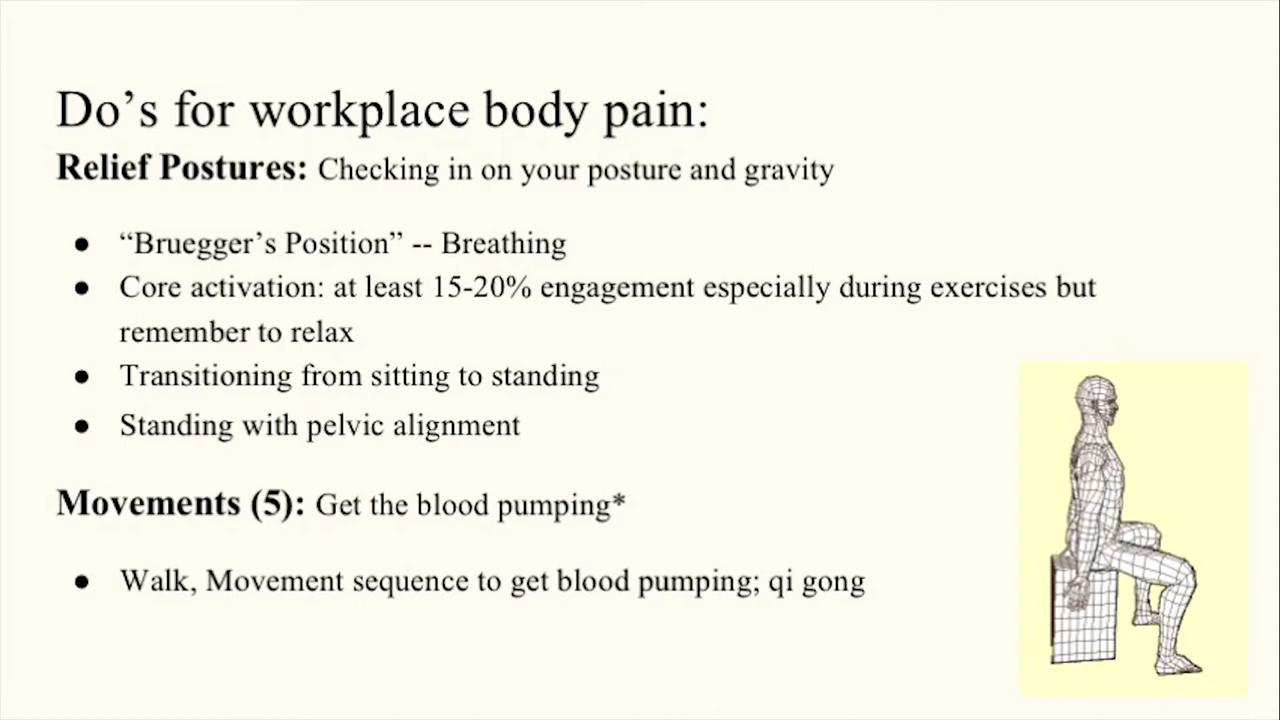 Do’s for workplace body pain:
Relief Postures: Checking in on your posture and gravity
● “Bruegger’s Position” -- Breathing
● Core activation: at least 15-20% engagement especially during exercises but
remember to relax
● Transitioning from sitting to standing
● Standing with pelvic alignment
Movements (5): Get the blood pumping*
● Walk, Movement sequence to get blood pumping; qi gong